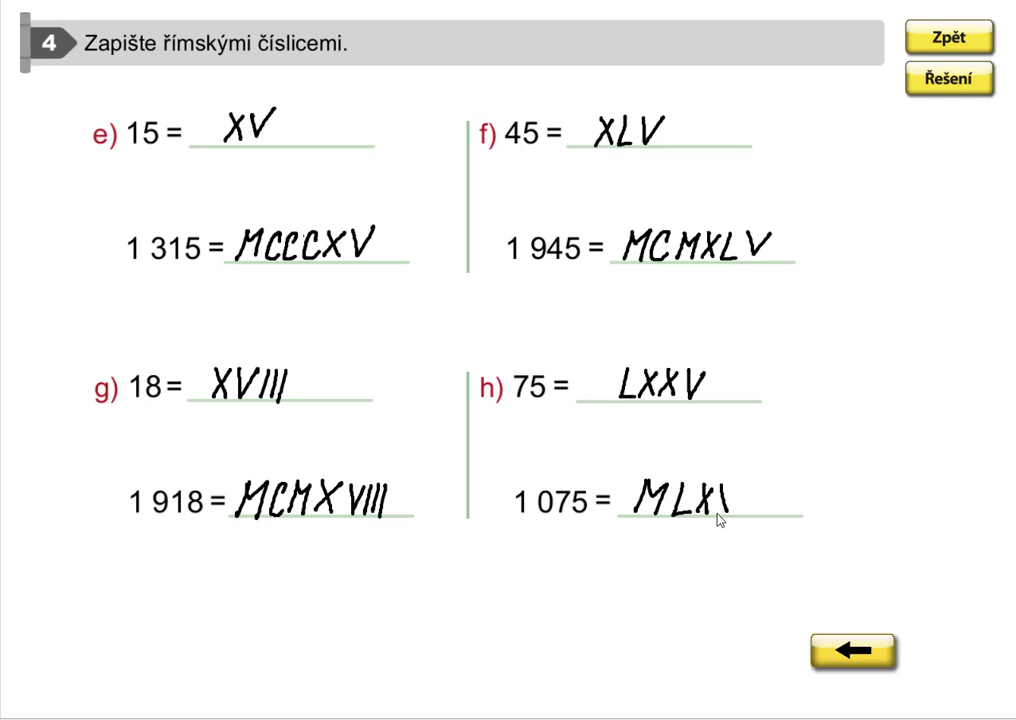 4 Zapište římskými číslicemi.
Zpět
Řešení
e) 15 = XV
f) 45 = XLV
1 315 = MCCCXV
1 945 = MCMXLV
g) 18 = XVIII
h) 75 = LXXV
1 918 = MCMXVIII
1 075 = MLX\